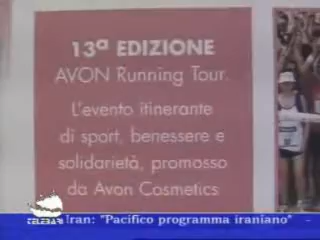 13ª EDIZIONE
AVON Running Tour.
L'evento itinerante
di sport, benessere e
solidarietà, promosso
da Avon Cosmetics
TELEBARI
Iran: "Pacifico programma iraniano" -